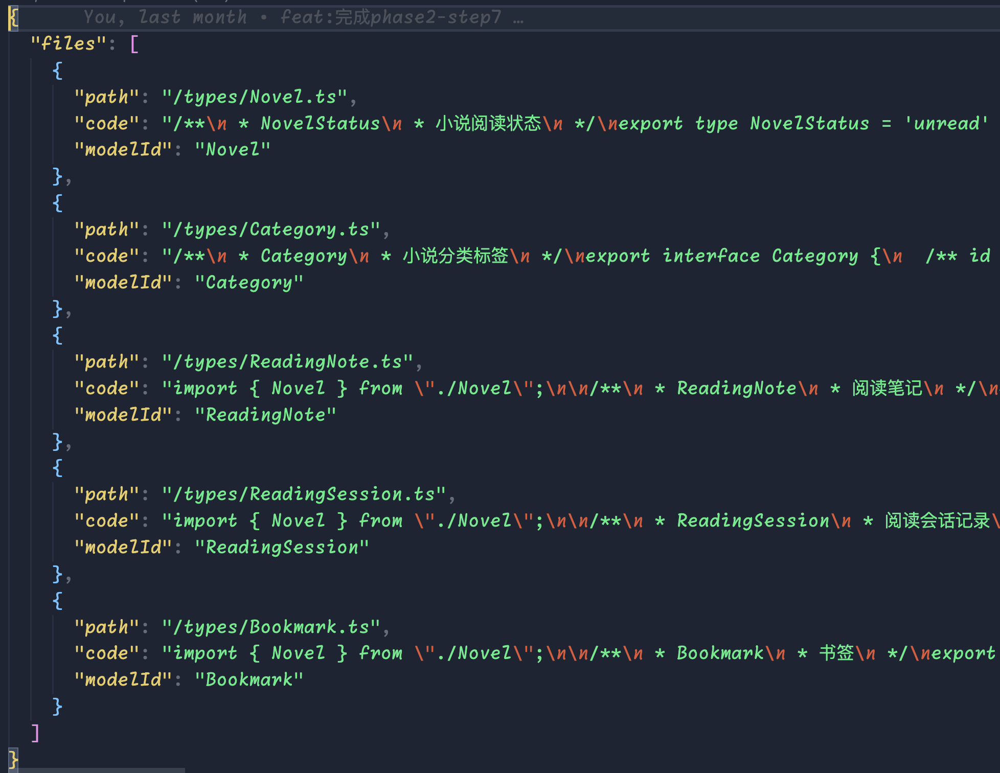 { You, last month • feat:完成phase2-step7 …
"files": [
{
"path": "/types/Novel.ts",
"code": "/**\n * NovelStatus\n * 小说阅读状态\n */\nexport type NovelStatus = 'unread'
"modelId": "Novel"
},
{
"path": "/types/Category.ts",
"code": "/**\n * Category\n * 小说分类标签\n */\nexport interface Category {\n  /** id
"modelId": "Category"
},
{
"path": "/types/ReadingNote.ts",
"code": "import { Novel } from \"./Novel\";\n\n/**\n * ReadingNote\n * 阅读笔记\n */\n
"modelId": "ReadingNote"
},
{
"path": "/types/ReadingSession.ts",
"code": "import { Novel } from \"./Novel\";\n\n/**\n * ReadingSession\n * 阅读会话记录\
"modelId": "ReadingSession"
},
{
"path": "/types/Bookmark.ts",
"code": "import { Novel } from \"./Novel\";\n\n/**\n * Bookmark\n * 书签\n */\nexport
"modelId": "Bookmark"
}
]
}